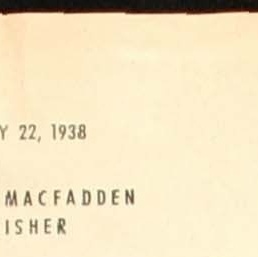 Y 22, 1938
MACFADDEN
ISHER